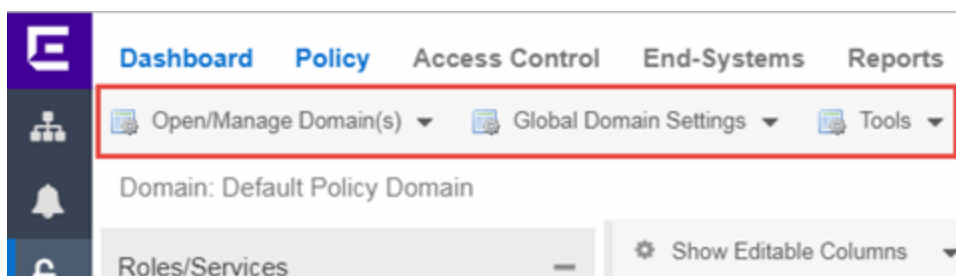 Dashboard Policy Access Control End-Systems Reports
Open/Manage Domain(s) Global Domain Settings Tools
Domain: Default Policy Domain
Roles/Services Show Editable Columns